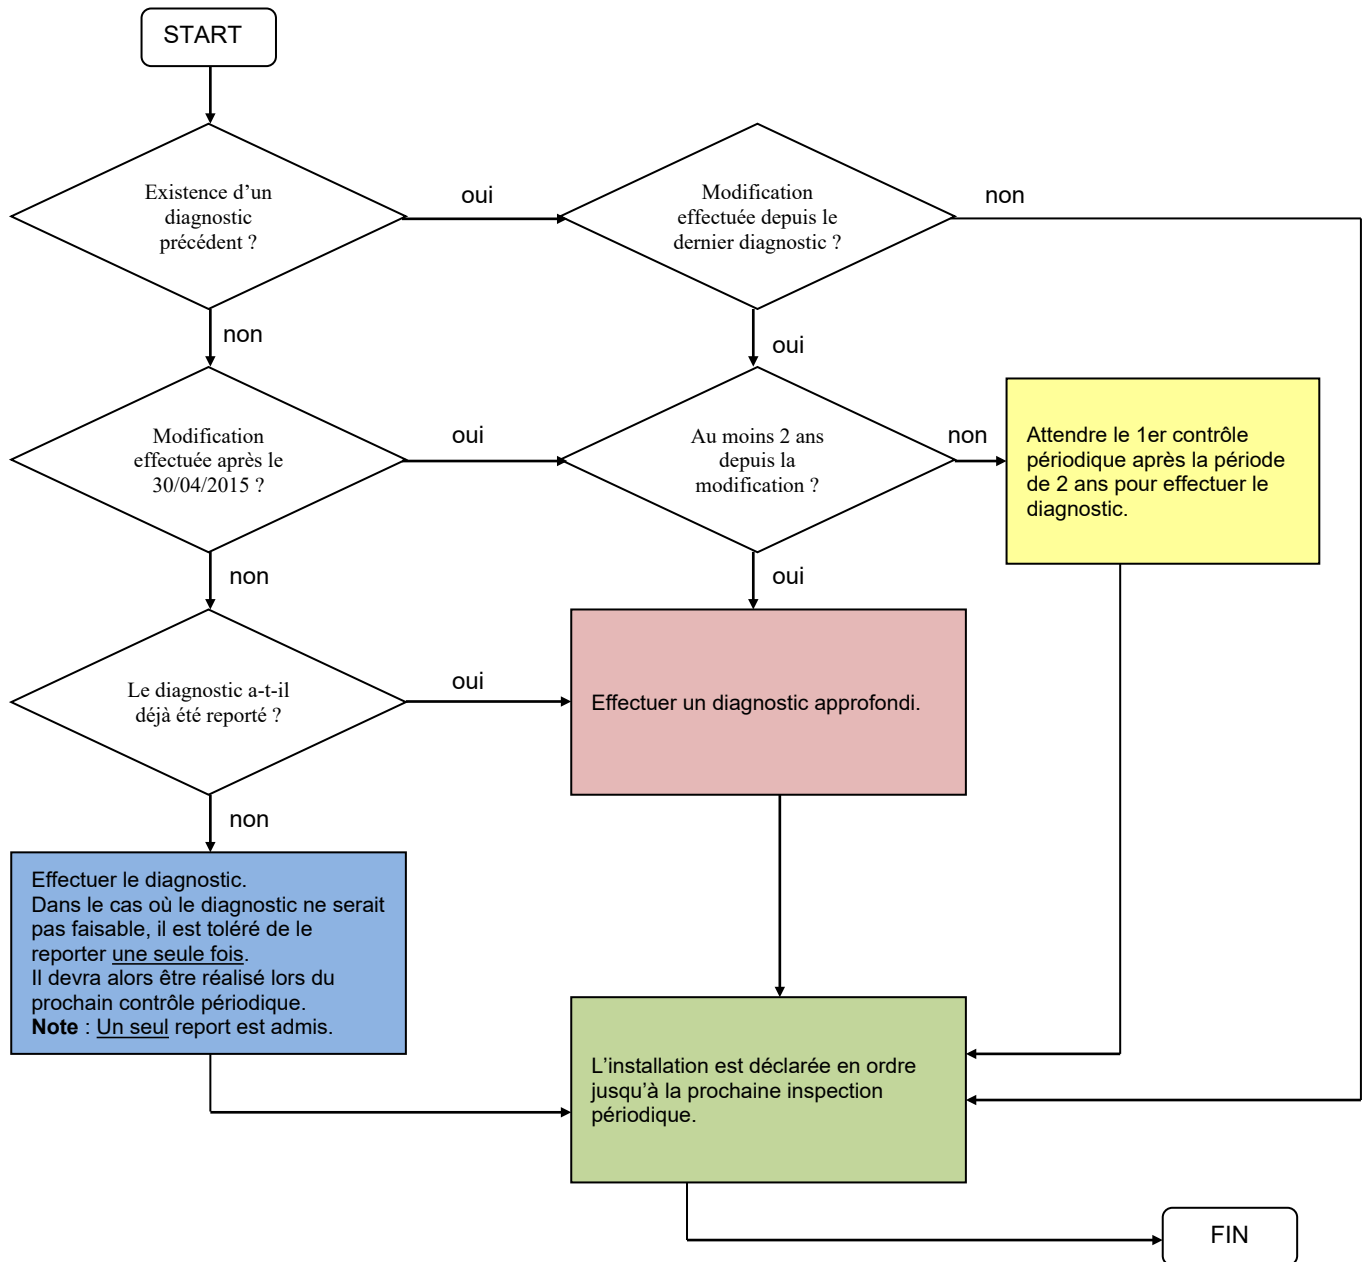 START
Existence d’un
diagnostic
précédent ?
oui
Modification
effectuée depuis le
dernier diagnostic ?
non
non
oui
Modification
effectuée après le
30/04/2015 ?
oui
Au moins 2 ans
depuis la
modification ?
non
Attendre le 1er contrôle
périodique après la période
de 2 ans pour effectuer le
diagnostic.
non
oui
Le diagnostic a-t-il
déjà été reporté ?
oui
Effectuer un diagnostic approfondi.
non
Effectuer le diagnostic.
Dans le cas où le diagnostic ne serait
pas faisable, il est toléré de le
reporter une seule fois.
Il devra alors être réalisé lors du
prochain contrôle périodique.
Note : Un seul report est admis.
L’installation est déclarée en ordre
jusqu’à la prochaine inspection
périodique.
FIN